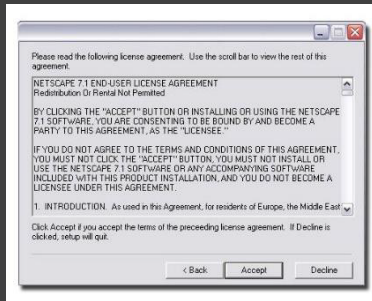 Please read the following license agreement. Use the scroll bar to view the rest of this
agreement.
NETSCAPE 7.1 END-USER LICENSE AGREEMENT
Redistribution Or Rental Not Permitted
BY CLICKING THE "ACCEPT" BUTTON OR INSTALLING OR USING THE NETSCAPE
7.1 SOFTWARE, YOU ARE CONSENTING TO BE BOUND BY AND BECOME A
PARTY TO THIS AGREEMENT, AS THE "LICENSEE."
IF YOU DO NOT AGREE TO THE TERMS AND CONDITIONS OF THIS AGREEMENT,
YOU MUST NOT CLICK THE "ACCEPT" BUTTON, YOU MUST NOT INSTALL OR
USE THE NETSCAPE 7.1 SOFTWARE OR ANY ACCOMPANYING SOFTWARE
INCLUDED WITH THIS PRODUCT INSTALLATION, AND YOU DO NOT BECOME A
LICENSEE UNDER THIS AGREEMENT.
1. INTRODUCTION. As used in this Agreement, for residents of Europe, the Middle East
Click Accept if you accept the terms of the preceeding license agreement. If Decline is
clicked, setup will quit.
< Back Accept Decline